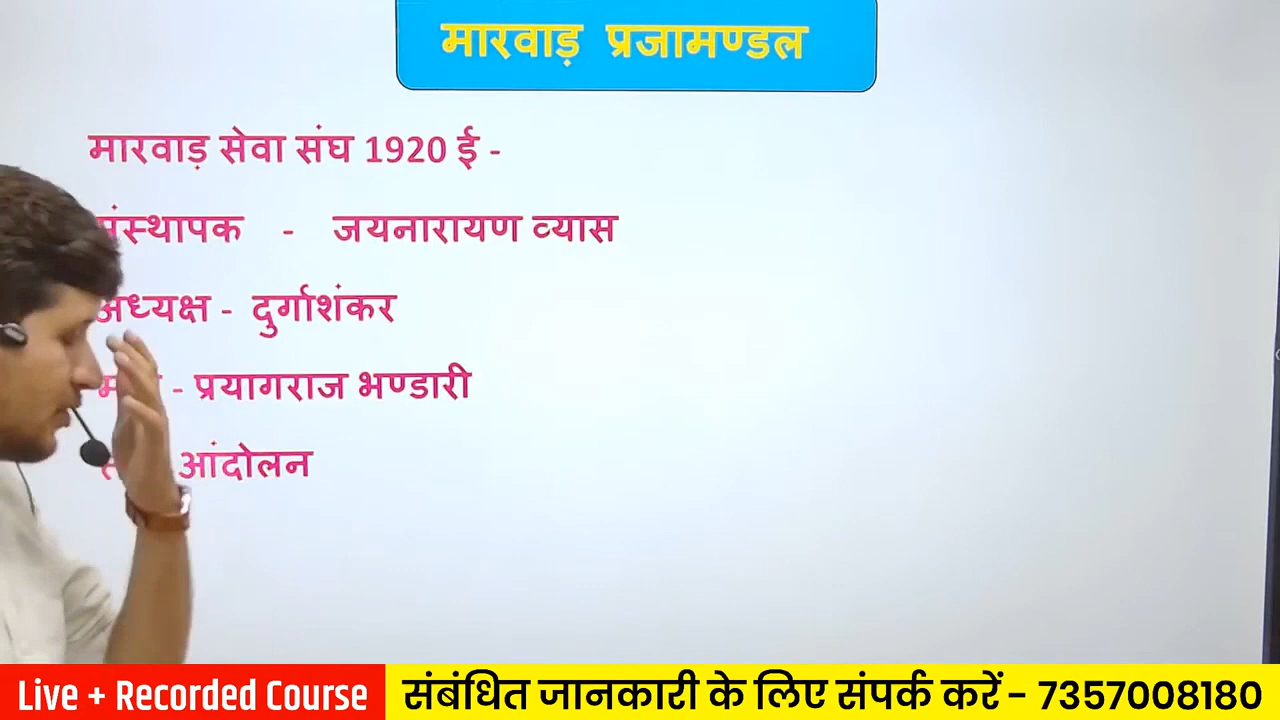 मारवाड़ प्रजामण्डल
मारवाड़ सेवा संघ 1920 ई -
संस्थापक - जयनारायण व्यास
अध्यक्ष - दुर्गाशंकर
- प्रयागराज भण्डारी
आंदोलन
Live + Recorded Course
संबंधित जानकारी के लिए संपर्क करें - 7357008180